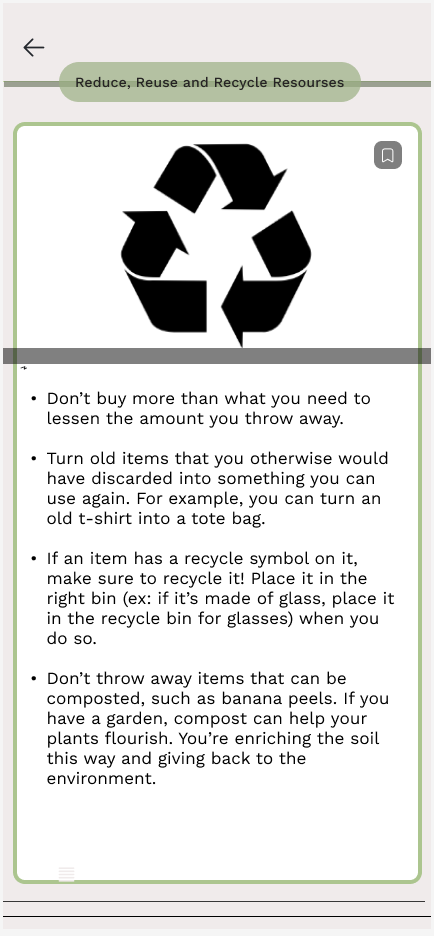 Reduce, Reuse and Recycle Resourses
• Don’t buy more than what you need to
lessen the amount you throw away.
• Turn old items that you otherwise would
have discarded into something you can
use again. For example, you can turn an
old t-shirt into a tote bag.
• If an item has a recycle symbol on it,
make sure to recycle it! Place it in the
right bin (ex: if it’s made of glass, place it
in the recycle bin for glasses) when you
do so.
• Don’t throw away items that can be
composted, such as banana peels. If you
have a garden, compost can help your
plants flourish. You’re enriching the soil
this way and giving back to the
environment.